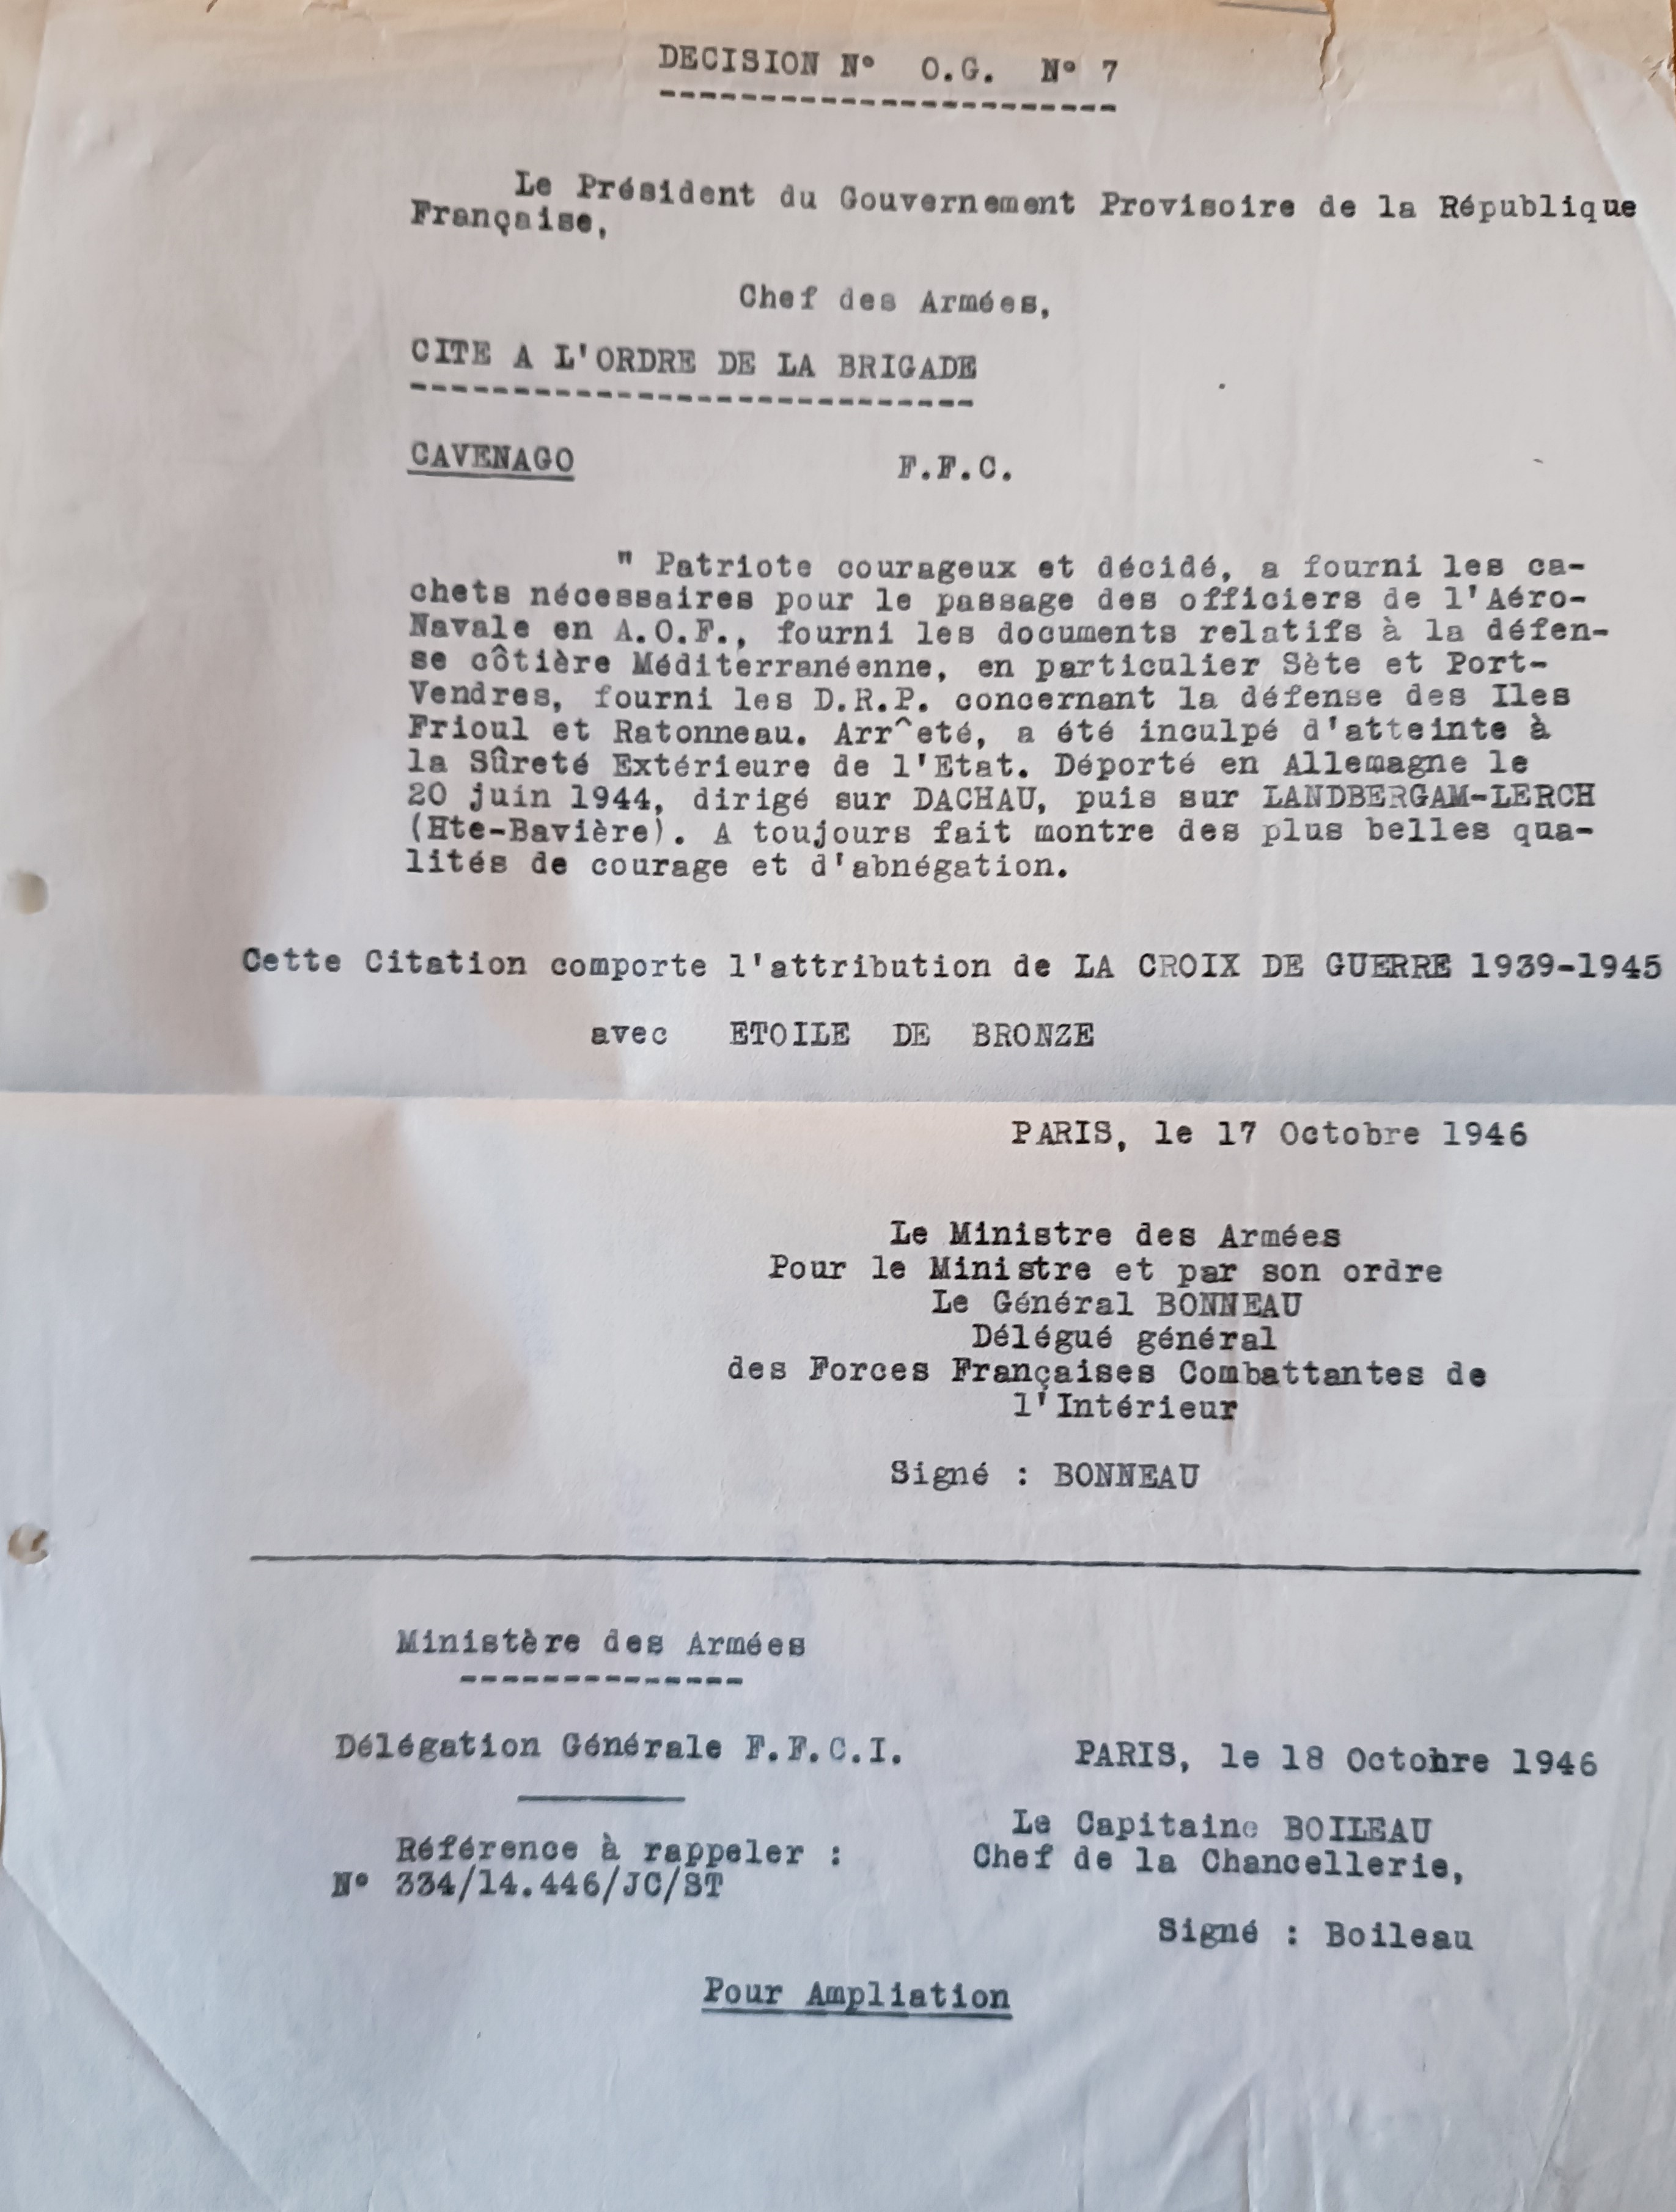 DECISION N° O.G. N° 7
Le Président du Gouvernement Provisoire de la République
Française,
Chef des Armées,
CITE A L'ORDRE DE LA BRIGADE
CAVENAGO F.F.C.
" Patriote courageux et décidé, a fourni les ca-
chets nécessaires pour le passage des officiers de l'Aéro-
Navale en A.O.F., fourni les documents relatifs à la défen-
se côtière Méditerranéenne, en particulier Sète et Port-
Vendres, fourni les D.R.P. concernant la défense des Iles
Frioul et Ratonneau. Arr^eté, a été inculpé d'atteinte à
la Sûreté Extérieure de l'Etat. Déporté en Allemagne le
20 juin 1944, dirigé sur DACHAU, puis sur LANDBERGAM-LERCH
(Hte-Bavière). A toujours fait montre des plus belles qua-
lités de courage et d'abnégation.
Cette Citation comporte l'attribution de LA CROIX DE GUERRE 1939-1945
avec ETOILE DE BRONZE
PARIS, le 17 Octobre 1946
Le Ministre des Armées
Pour le Ministre et par son ordre
Le Général BONNEAU
Délégué général
des Forces Françaises Combattantes de
l'Intérieur
Signé : BONNEAU
Ministère des Armées
Délégation Générale F.F.C.I.
PARIS, le 18 Octobre 1946
Le Capitaine BOILEAU
Chef de la Chancellerie,
Référence à rappeler :
N° 334/14.446/JC/ST
Signé : Boileau
Pour Ampliation